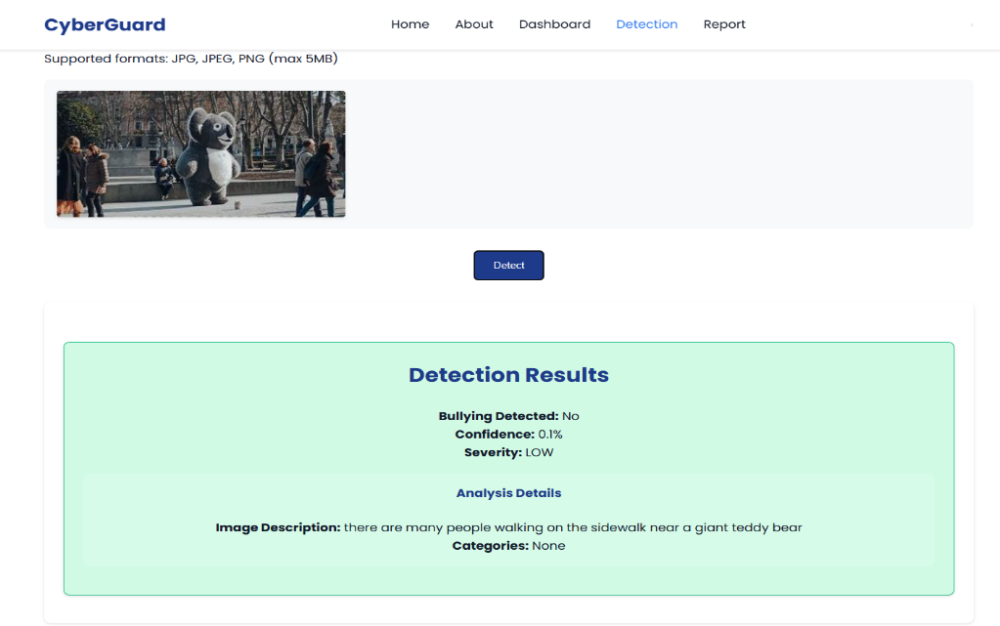 CyberGuard
Home About Dashboard Detection Report
Supported formats: JPG, JPEG, PNG (max 5MB)
Detect
Detection Results
Bullying Detected: No
Confidence: 0.1%
Severity: LOW
Analysis Details
Image Description: there are many people walking on the sidewalk near a giant teddy bear
Categories: None